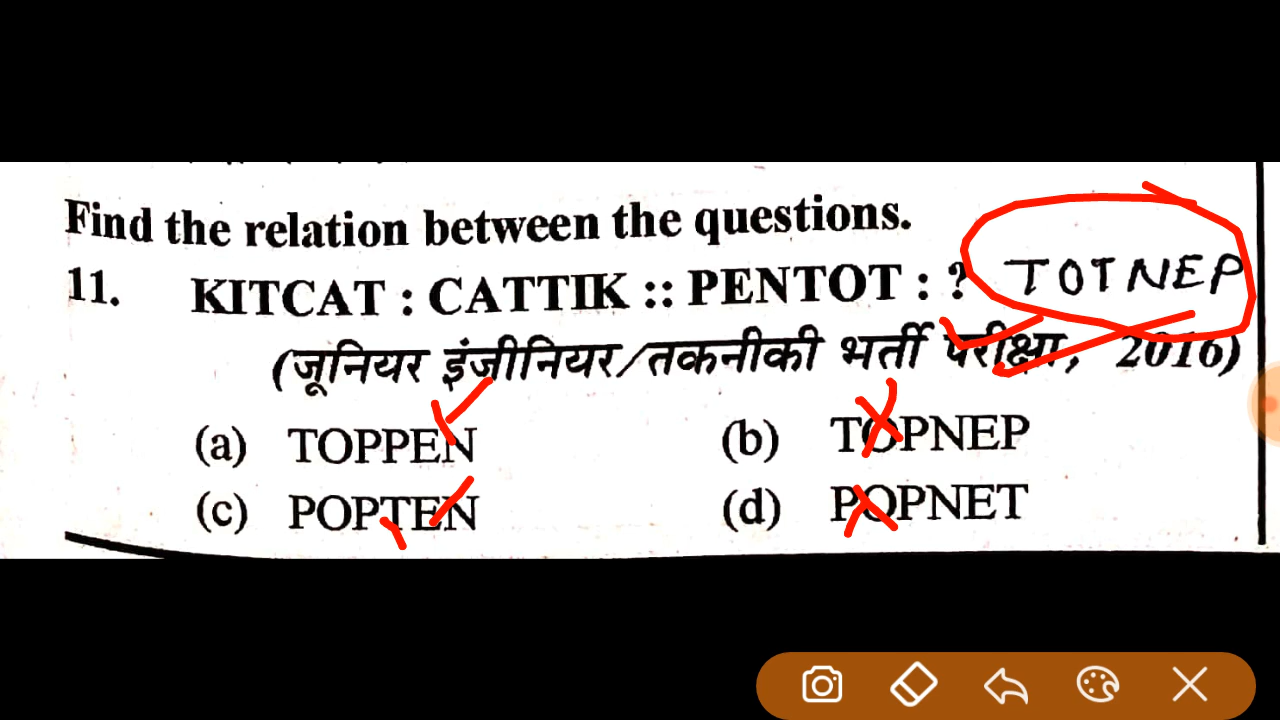 Find the relation between the questions.
11. KITCAT : CATTIK :: PENTOT : ? TOTNEP
(जूनियर इंजीनियर/तकनीकी भर्ती परीक्षा, 2016)
(a) TOPPEN (b) TOPNEP
(c) POPTEN (d) POPNET